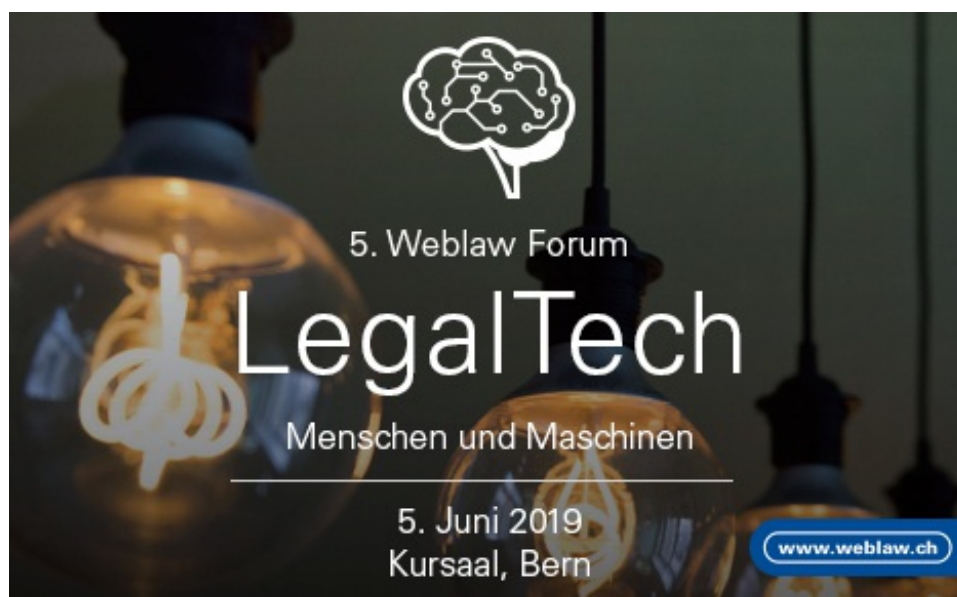 5. Weblaw Forum
LegalTech
Menschen und Maschinen
5. Juni 2019
Kursaal, Bern
www.weblaw.ch